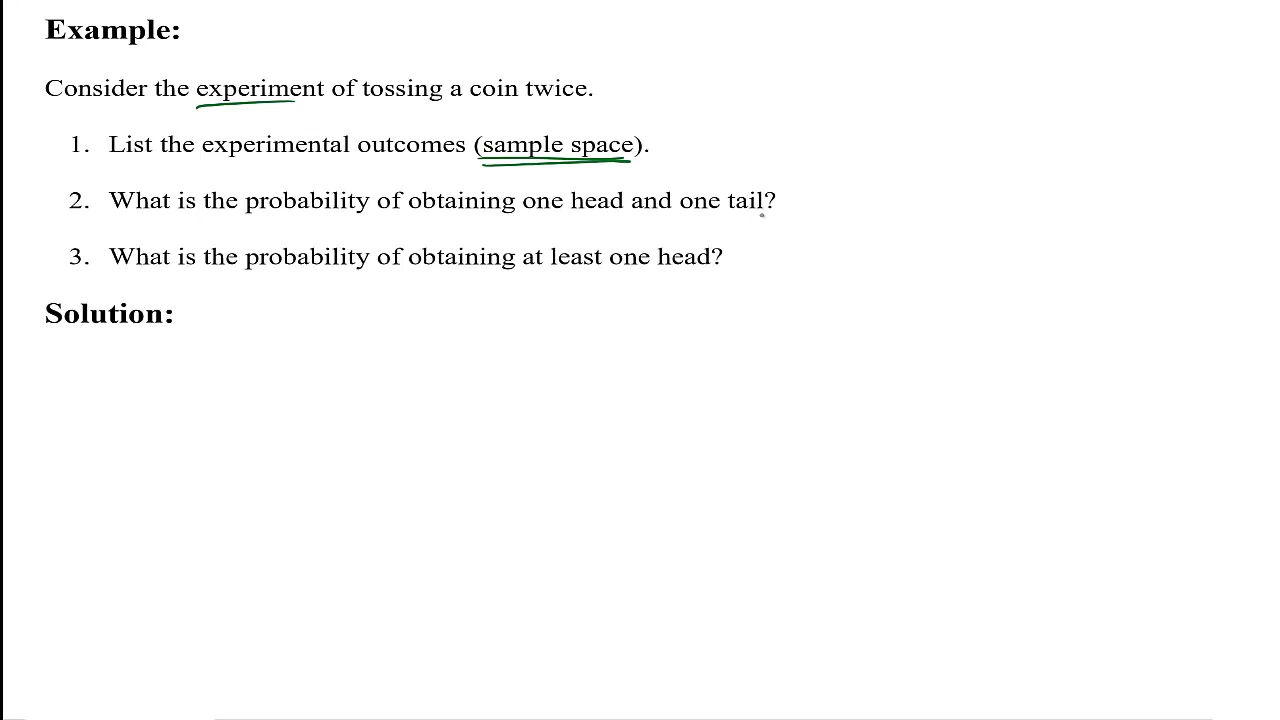 Example:
Consider the experiment of tossing a coin twice.
1. List the experimental outcomes (sample space).
2. What is the probability of obtaining one head and one tail?
3. What is the probability of obtaining at least one head?
Solution: